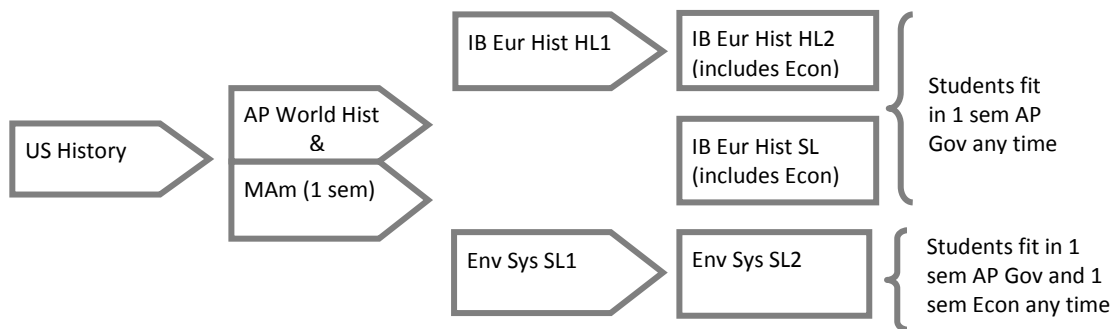 US History
AP World Hist
&
MAm (1 sem)
IB Eur Hist HL1
IB Eur Hist HL2
(includes Econ)
IB Eur Hist SL
(includes Econ)
Students fit
in 1 sem AP
Gov any time
Env Sys SL1
Env Sys SL2
Students fit in 1
sem AP Gov and 1
sem Econ any time